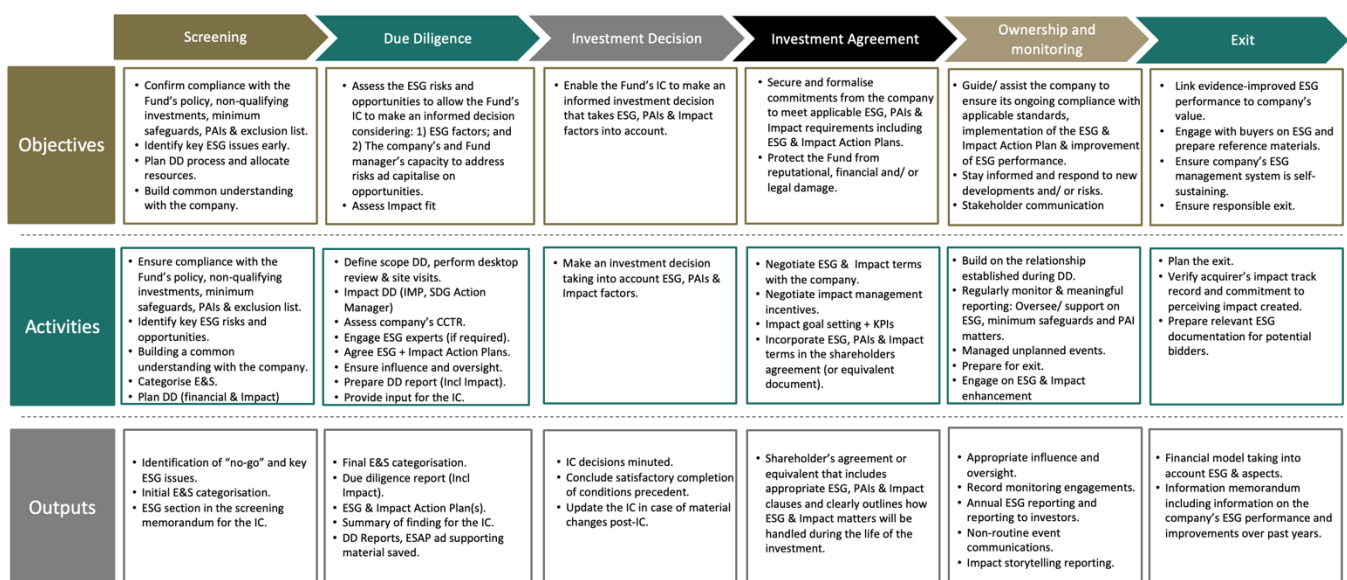 Screening
Due Diligence
Investment Decision
Investment Agreement
Ownership and
monitoring
Exit
Objectives
• Confirm compliance with the
Fund's policy, non-qualifying
investments, minimum
safeguards, PAIs & exclusion list.
• Identify key ESG issues early.
• Plan DD process and allocate
resources.
• Build common understanding
with the company.
• Assess the ESG risks and
opportunities to allow the Fund's
IC to make an informed decision
considering: 1) ESG factors; and
2) The company's and Fund
manager's capacity to address
risks ad capitalise on
opportunities.
• Assess Impact fit
• Enable the Fund's IC to make an
informed investment decision
that takes ESG, PAIs & Impact
factors into account.
• Secure and formalise
commitments from the company
to meet applicable ESG, PAIs &
Impact requirements including
ESG & Impact Action Plans.
• Protect the Fund from
reputational, financial and/ or
legal damage.
• Guide/ assist the company to
ensure its ongoing compliance with
applicable standards,
implementation of the ESG &
Impact Action Plan & improvement
of ESG performance.
• Stay informed and respond to new
developments and/ or risks.
• Stakeholder communication
• Link evidence-improved ESG
performance to company's
value.
• Engage with buyers on ESG and
prepare reference materials.
• Ensure company's ESG
management system is self-
sustaining.
• Ensure responsible exit.
Activities
• Ensure compliance with the
Fund's policy, non-qualifying
investments, minimum
safeguards, PAIs & exclusion list.
• Identify key ESG risks and
opportunities.
• Building a common
understanding with the company.
• Categorise E&S.
• Plan DD (financial & Impact)
• Define scope DD, perform desktop
review & site visits.
• Impact DD (IMP, SDG Action
Manager)
• Assess company's CCTR.
• Engage ESG experts (if required).
• Agree ESG + Impact Action Plans.
• Ensure influence and oversight.
• Prepare DD report (Incl Impact).
• Provide input for the IC.
• Make an investment decision
taking into account ESG, PAIs &
Impact factors.
• Negotiate ESG & Impact terms
with the company.
• Negotiate impact management
incentives.
• Impact goal setting + KPIs
• Incorporate ESG, PAIs & Impact
terms in the shareholders
agreement (or equivalent
document).
• Build on the relationship
established during DD.
• Regularly monitor & meaningful
reporting: Oversee/ support on
ESG, minimum safeguards and PAI
matters.
• Managed unplanned events.
• Prepare for exit.
• Engage on ESG & Impact
enhancement
• Plan the exit.
• Verify acquirer's impact track
record and commitment to
perceiving impact created.
• Prepare relevant ESG
documentation for potential
bidders.
Outputs
• Identification of "no-go" and key
ESG issues.
• Initial E&S categorisation.
• ESG section in the screening
memorandum for the IC.
• Final E&S categorisation.
• Due diligence report (Incl
Impact).
• ESG & Impact Action Plan(s).
• Summary of finding for the IC.
• DD Reports, ESAP ad supporting
material saved.
• IC decisions minuted.
• Conclude satisfactory completion
of conditions precedent.
• Update the IC in case of material
changes post-IC.
• Shareholder's agreement or
equivalent that includes
appropriate ESG, PAIs & Impact
clauses and clearly outlines how
ESG & Impact matters will be
handled during the life of the
investment.
• Appropriate influence and
oversight.
• Record monitoring engagements.
• Annual ESG reporting and
reporting to investors.
• Non-routine event
communications.
• Impact storytelling reporting.
• Financial model taking into
account ESG & aspects.
• Information memorandum
including information on the
company's ESG performance and
improvements over past years.